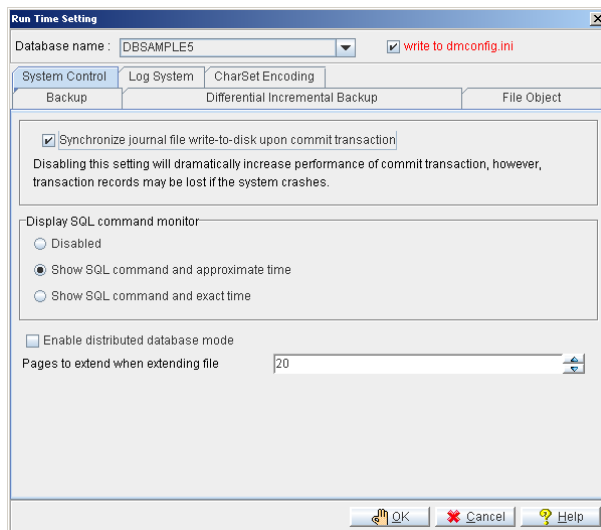 Run Time Setting
Database name : DBSAMPLE5 write to dmconfig.ini
System Control Log System CharSet Encoding
Backup Differential Incremental Backup File Object
Synchronize journal file write-to-disk upon commit transaction
Disabling this setting will dramatically increase performance of commit transaction, however,
transaction records may be lost if the system crashes.
Display SQL command monitor
Disabled
Show SQL command and approximate time
Show SQL command and exact time
Enable distributed database mode
Pages to extend when extending file 20
OK Cancel Help